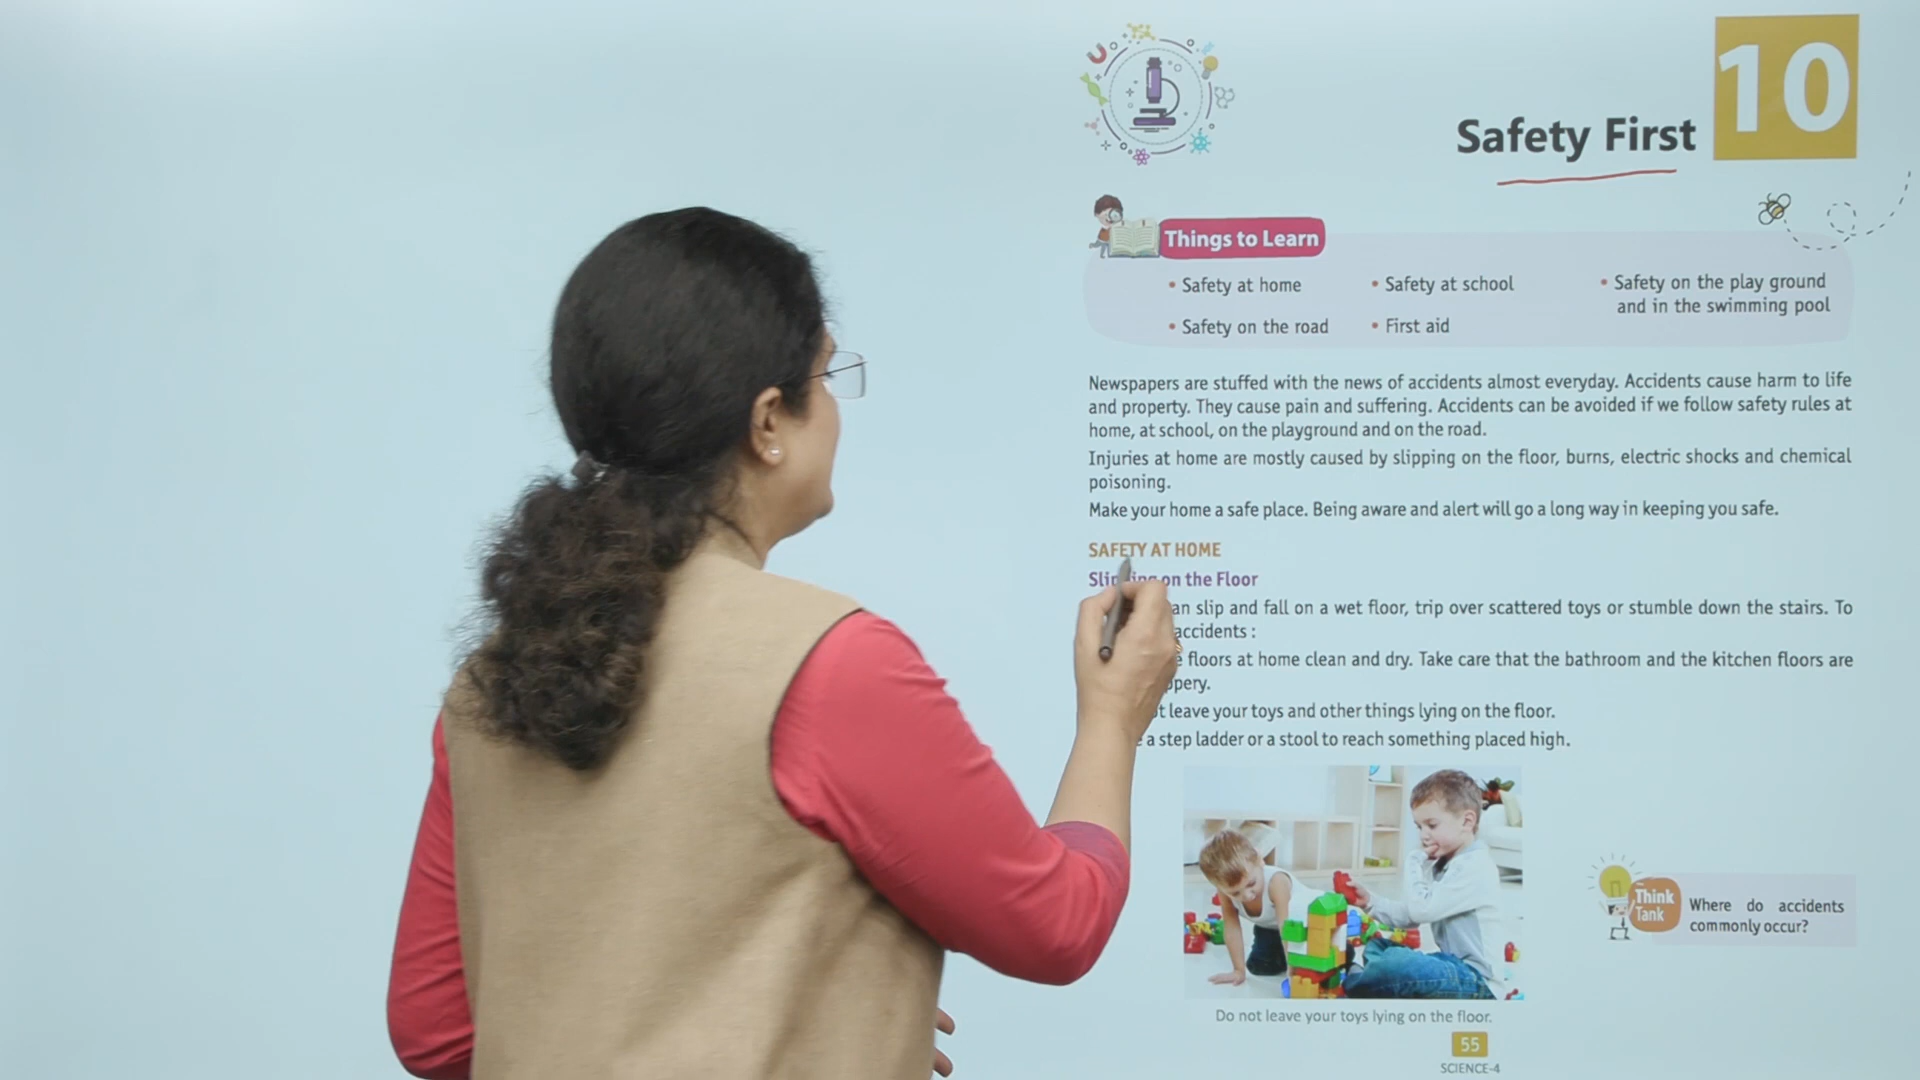 10
Safety First
Things to Learn
• Safety at home
• Safety at school
• Safety on the play ground
and in the swimming pool
• Safety on the road
• First aid
Newspapers are stuffed with the news of accidents almost everyday. Accidents cause harm to life
and property. They cause pain and suffering. Accidents can be avoided if we follow safety rules at
home, at school, on the playground and on the road.
Injuries at home are mostly caused by slipping on the floor, burns, electric shocks and chemical
poisoning.
Make your home a safe place. Being aware and alert will go a long way in keeping you safe.
SAFETY AT HOME
on the Floor
slip and fall on a wet floor, trip over scattered toys or stumble down the stairs. To
accidents :
floors at home clean and dry. Take care that the bathroom and the kitchen floors are
leave your toys and other things lying on the floor.
a step ladder or a stool to reach something placed high.
Think
Tank
Where do accidents
commonly occur?
Do not leave your toys lying on the floor.
55
SCIENCE-4